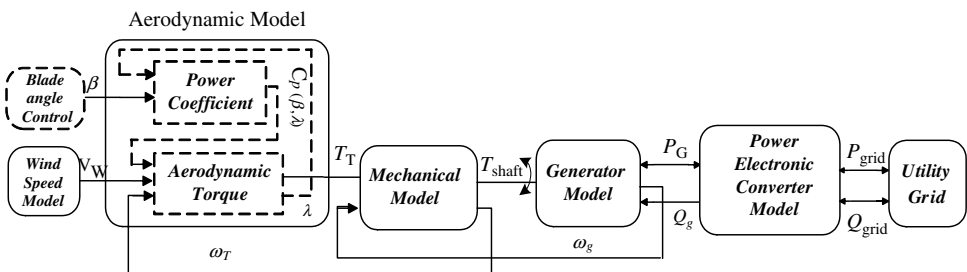 Aerodynamic Model
Blade
angle
Control
β
Power
Coefficient
Cp (β,λ)
Wind
Speed
Model
VW
Aerodynamic
Torque
λ
TT
Mechanical
Model
Tshaft
Generator
Model
PG
Qg
Power
Electronic
Converter
Model
Pgrid
Qgrid
Utility
Grid
ωT
ωg